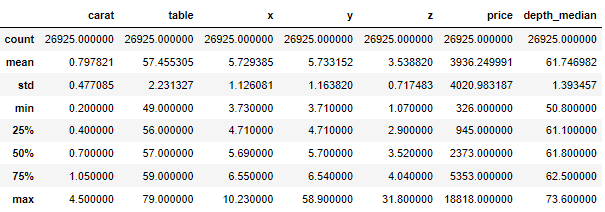 carat table x y z price depth_median
count 26925.000000 26925.000000 26925.000000 26925.000000 26925.000000 26925.000000 26925.000000
mean 0.797821 57.455305 5.729385 5.733152 3.538820 3936.249991 61.746982
std 0.477085 2.231327 1.126081 1.163820 0.717483 4020.983187 1.393457
min 0.200000 49.000000 3.730000 3.710000 1.070000 326.000000 50.800000
25% 0.400000 56.000000 4.710000 4.710000 2.900000 945.000000 61.100000
50% 0.700000 57.000000 5.690000 5.700000 3.520000 2373.000000 61.800000
75% 1.050000 59.000000 6.550000 6.540000 4.040000 5353.000000 62.500000
max 4.500000 79.000000 10.230000 58.900000 31.800000 18818.000000 73.600000